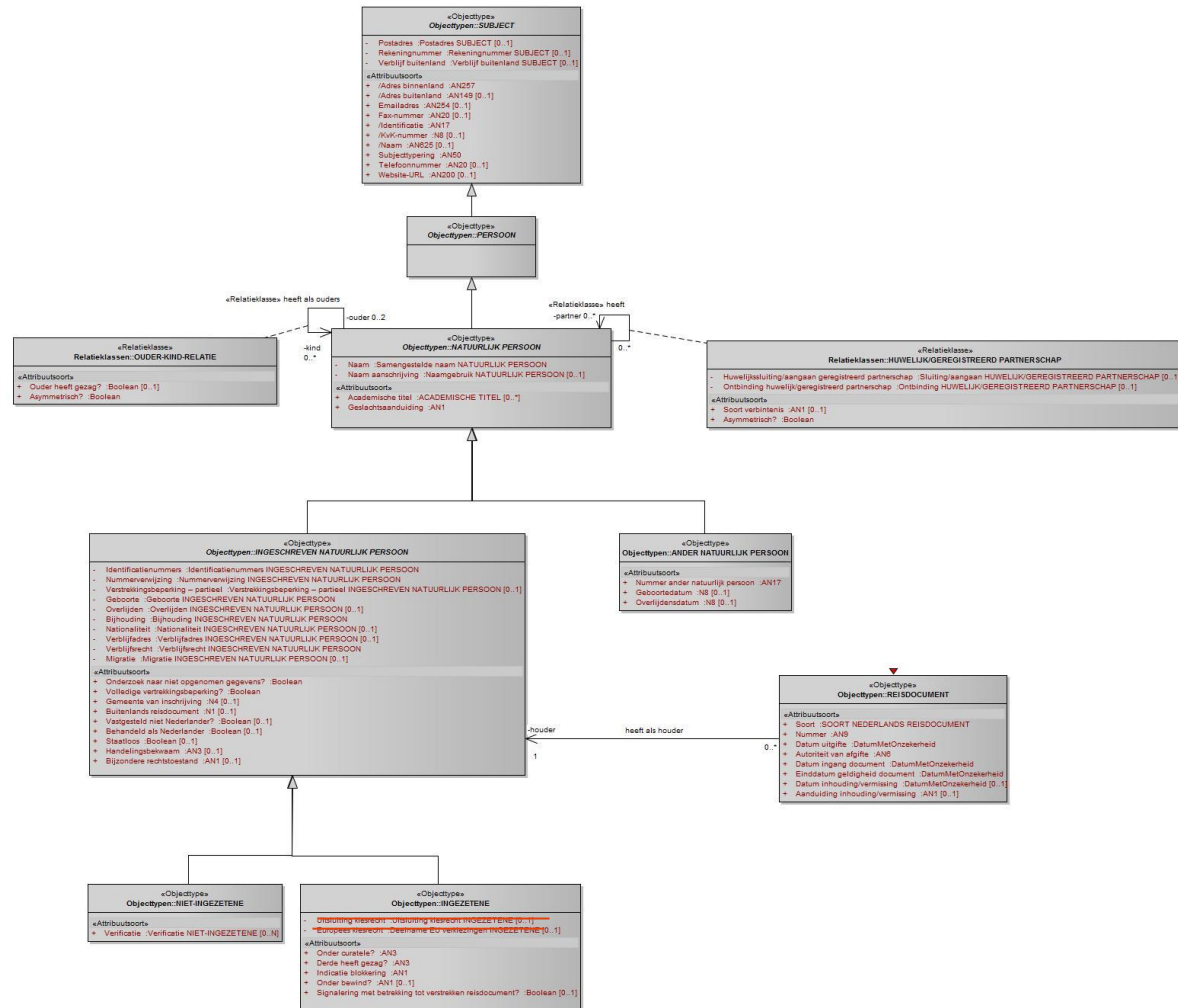 «Objecttype»
Objecttypen::SUBJECT
- Postadres :Postadres SUBJECT [0..1]
- Rekeningnummer :Rekeningnummer SUBJECT [0..1]
- Verblijf buitenland :Verblijf buitenland SUBJECT [0..1]
«Attribuutsoort»
+ /Adres binnenland :AN257
+ /Adres buitenland :AN149 [0..1]
+ Emailadres :AN254 [0..1]
+ Fax-nummer :AN20 [0..1]
+ /Identificatie :AN17
+ /KvK-nummer :N8 [0..1]
+ /Naam :AN625 [0..1]
+ Subjecttypering :AN50
+ Telefoonnummer :AN20 [0..1]
+ Website-URL :AN200 [0..1]
«Objecttype»
Objecttypen::PERSOON
«Relatieklasse» heeft als ouders
-ouder 0..2
-kind
0..*
«Relatieklasse» heeft
-partner 0..*
0..*
«Relatieklasse»
Relatieklassen::OUDER-KIND-RELATIE
«Attribuutsoort»
+ Ouder heeft gezag? :Boolean [0..1]
+ Asymmetrisch? :Boolean
«Objecttype»
Objecttypen::NATUURLIJK PERSOON
- Naam :Samengestelde naam NATUURLIJK PERSOON
- Naam aanschrijving :Naamgebruik NATUURLIJK PERSOON [0..1]
«Attribuutsoort»
+ Academische titel :ACADEMISCHE TITEL [0..*]
+ Geslachtsaanduiding :AN1
«Relatieklasse»
Relatieklassen::HUWELIJK/GEREGISTREERD PARTNERSCHAP
- Huwelijkssluiting/aangaan geregistreerd partnerschap :Sluiting/aangaan HUWELIJK/GEREGISTREERD PARTNERSCHAP [0..1]
- Ontbinding huwelijk/geregistreerd partnerschap :Ontbinding HUWELIJK/GEREGISTREERD PARTNERSCHAP [0..1]
«Attribuutsoort»
+ Soort verbintenis :AN1 [0..1]
+ Asymmetrisch? :Boolean
«Objecttype»
Objecttypen::INGESCHREVEN NATUURLIJK PERSOON
- Identificatienummers :Identificatienummers INGESCHREVEN NATUURLIJK PERSOON
- Nummerverwijzing :Nummerverwijzing INGESCHREVEN NATUURLIJK PERSOON
- Verstrekkingsbeperking – partieel :Verstrekkingsbeperking – partieel INGESCHREVEN NATUURLIJK PERSOON [0..1]
- Geboorte :Geboorte INGESCHREVEN NATUURLIJK PERSOON
- Overlijden :Overlijden INGESCHREVEN NATUURLIJK PERSOON [0..1]
- Bijhouding :Bijhouding INGESCHREVEN NATUURLIJK PERSOON
- Nationaliteit :Nationaliteit INGESCHREVEN NATUURLIJK PERSOON [0..1]
- Verblijfadres :Verblijfadres INGESCHREVEN NATUURLIJK PERSOON [0..1]
- Verblijfsrecht :Verblijfsrecht INGESCHREVEN NATUURLIJK PERSOON
- Migratie :Migratie INGESCHREVEN NATUURLIJK PERSOON [0..1]
«Attribuutsoort»
+ Onderzoek naar niet opgenomen gegevens? :Boolean
+ Volledige vertrekkingsbeperking? :Boolean
+ Gemeente van inschrijving :N4 [0..1]
+ Buitenlands reisdocument :N1 [0..1]
+ Vastgesteld niet Nederlander? :Boolean [0..1]
+ Behandeld als Nederlander :Boolean [0..1]
+ Staatloos :Boolean [0..1]
+ Handelingsbekwaam :AN3 [0..1]
+ Bijzondere rechtstoestand :AN1 [0..1]
«Objecttype»
Objecttypen::ANDER NATUURLIJK PERSOON
«Attribuutsoort»
+ Nummer ander natuurlijk persoon :AN17
+ Geboortedatum :N8 [0..1]
+ Overlijdensdatum :N8 [0..1]
-houder
1
heeft als houder
0..*
«Objecttype»
Objecttypen::REISDOCUMENT
«Attribuutsoort»
+ Soort :SOORT NEDERLANDS REISDOCUMENT
+ Nummer :AN9
+ Datum uitgifte :DatumMetOnzekerheid
+ Autoriteit van afgifte :AN6
+ Datum ingang document :DatumMetOnzekerheid
+ Einddatum geldigheid document :DatumMetOnzekerheid
+ Datum inhouding/vermissing :DatumMetOnzekerheid [0..1]
+ Aanduiding inhouding/vermissing :AN1 [0..1]
«Objecttype»
Objecttypen::NIET-INGEZETENE
«Attribuutsoort»
+ Verificatie :Verificatie NIET-INGEZETENE [0..N]
«Objecttype»
Objecttypen::INGEZETENE
- Uitsluiting kiesrecht :Uitsluiting kiesrecht INGEZETENE [0..1]
- Europees kiesrecht :Deelname EU verkiezingen INGEZETENE [0..1]
«Attribuutsoort»
+ Onder curatele? :AN3
+ Derde heeft gezag? :AN3
+ Indicatie blokkering :AN1
+ Onder bewind? :AN1 [0..1]
+ Signalering met betrekking tot verstrekken reisdocument? :Boolean [0..1]